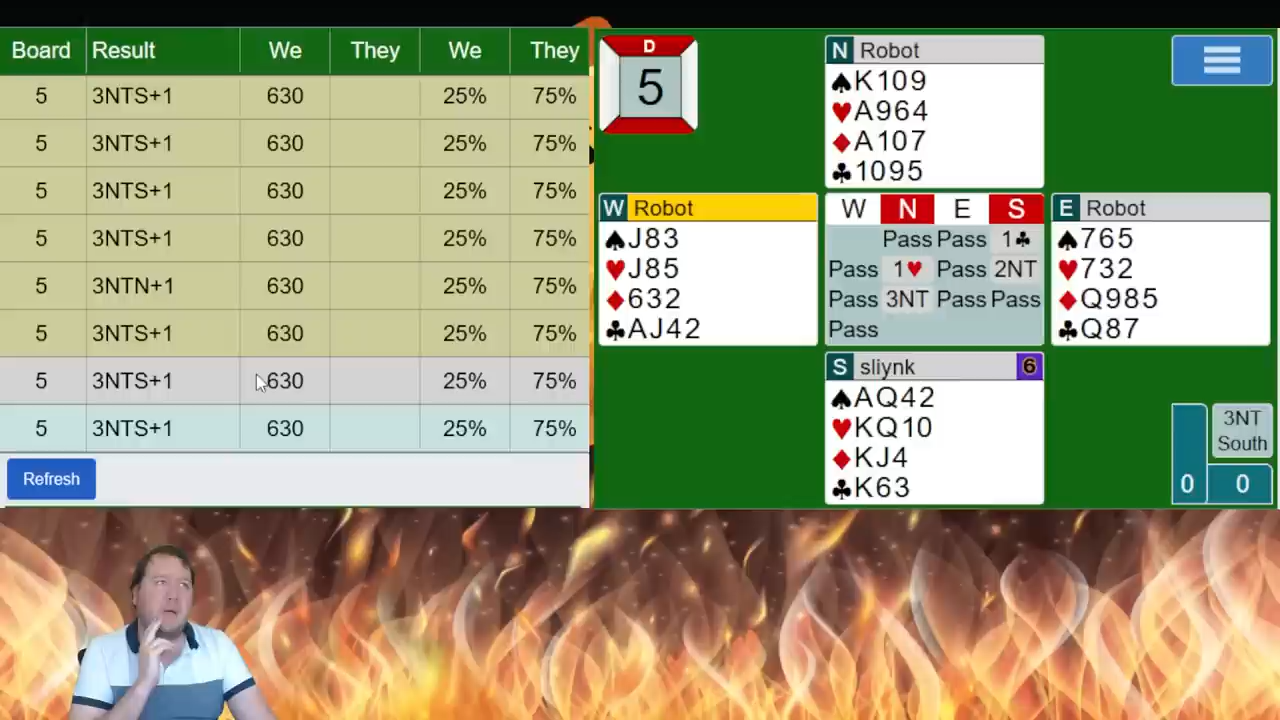 Board Result We They We They
5 3NTS+1 630 25% 75%
5 3NTS+1 630 25% 75%
5 3NTS+1 630 25% 75%
5 3NTS+1 630 25% 75%
5 3NTN+1 630 25% 75%
5 3NTS+1 630 25% 75%
5 3NTS+1 630 25% 75%
5 3NTS+1 630 25% 75%
Refresh
D
5
N Robot
♠K109
♥A964
♦A107
♣1095
W Robot
♠J83
♥J85
♦632
♣AJ42
W N E S
Pass Pass 1♣
Pass 1♥ Pass 2NT
Pass 3NT Pass Pass
Pass
E Robot
♠765
♥732
♦Q985
♣Q87
S sliynk 6
♠AQ42
♥KQ10
♦KJ4
♣K63
3NT
South
0 0